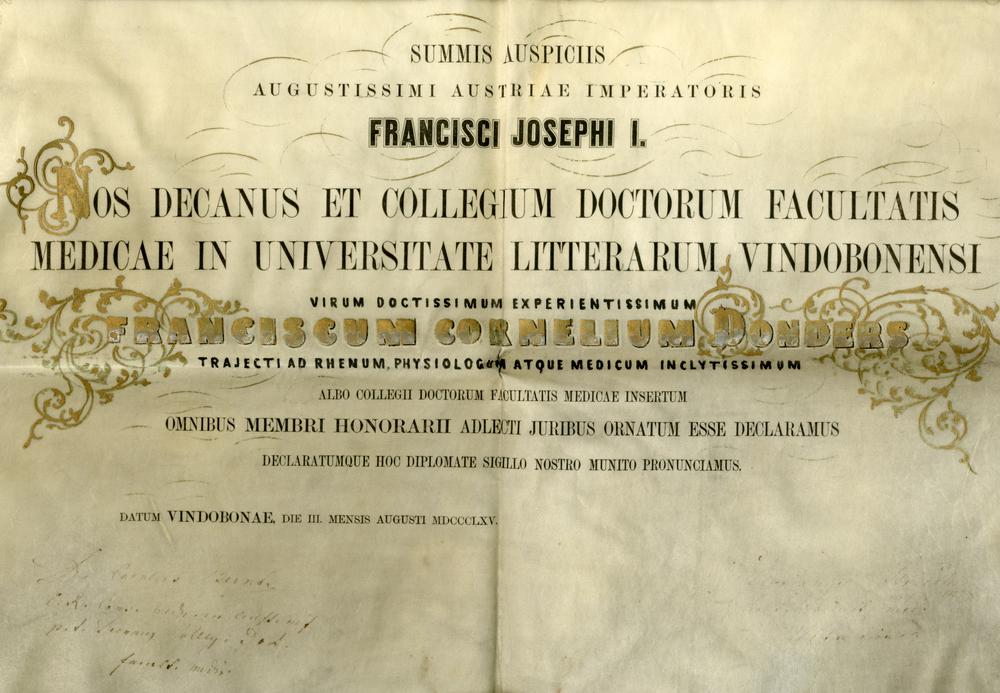 SUMMIS AUSPICIIS
AUGUSTISSIMI AUSTRIAE IMPERATORIS
FRANCISCI JOSEPHI I.
NOS DECANUS ET COLLEGIUM DOCTORUM FACULTATIS
MEDICAE IN UNIVERSITATE LITTERARUM VINDOBONENSI
VIRUM DOCTISSIMUM EXPERIENTISSIMUM
FRANCISCUM CORNELIUM DONDERS
TRAJECTI AD RHENUM, PHYSIOLOGUM ATQUE MEDICUM INCLYTISSIMUM
ALBO COLLEGII DOCTORUM FACULTATIS MEDICAE INSERTUM
OMNIBUS MEMBRI HONORARII ADLECTI JURIBUS ORNATUM ESSE DECLARAMUS
DECLARATUMQUE HOC DIPLOMATE SIGILLO NOSTRO MUNITO PRONUNCIAMUS.
DATUM VINDOBONAE, DIE III. MENSIS AUGUSTI MDCCCLXV.